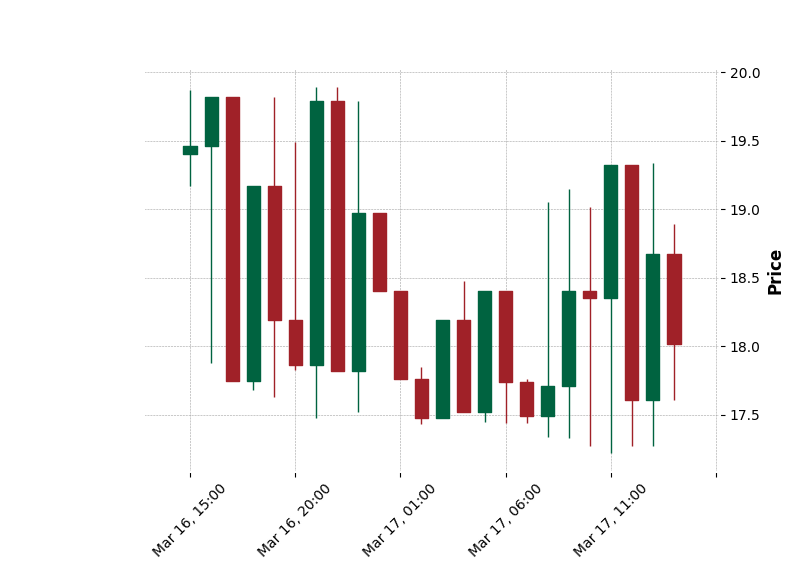 20.0
19.5
19.0
18.5
18.0
17.5
Price
Mar 16, 15:00
Mar 16, 20:00
Mar 17, 01:00
Mar 17, 06:00
Mar 17, 11:00